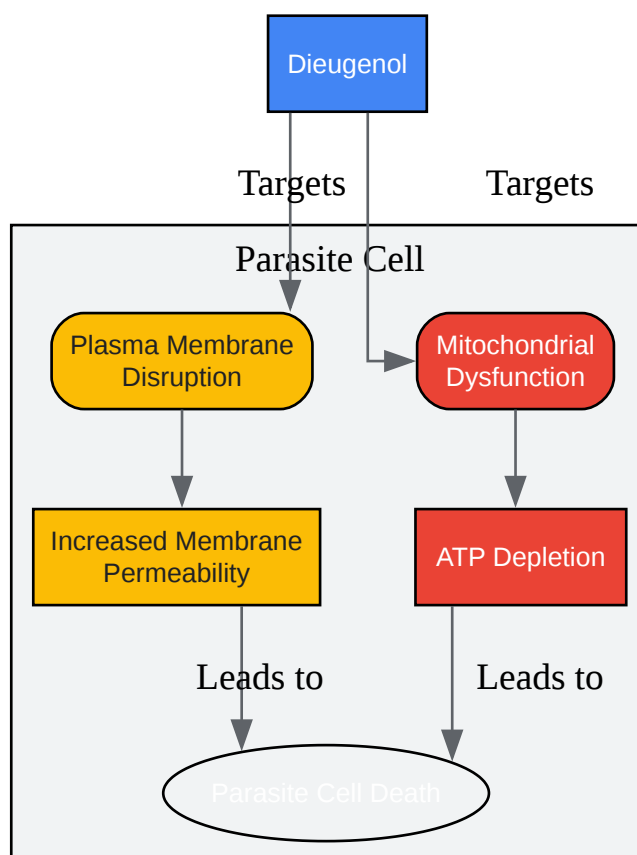 Dieugenol
Targets
Targets
Parasite Cell
Plasma Membrane
Disruption
Mitochondrial
Dysfunction
Increased Membrane
Permeability
ATP Depletion
Leads to
Leads to
Parasite Cell Death